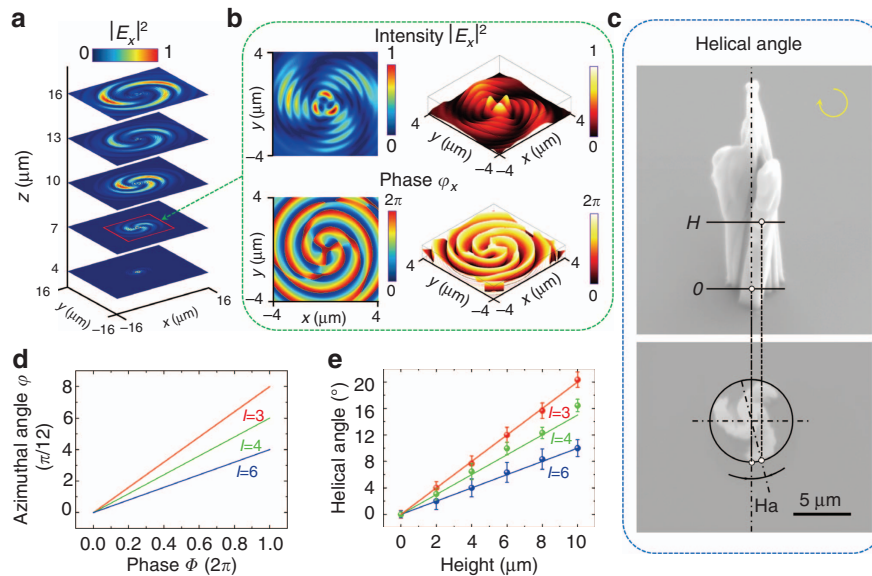 a
|E_x|^2
0
1
z (μm)
16
13
10
7
4
16
y (μm)
−16
−16
x (μm)
16
b
Intensity |E_x|^2
4
y (μm)
−4
1
0
1
0
4
y (μm)
−4
−4
x (μm)
4
Phase φ_x
4
y (μm)
−4
−4
x (μm)
4
2π
0
2π
0
4
y (μm)
−4
−4
x (μm)
4
c
Helical angle
H
0
Ha
5 μm
d
Azimuthal angle φ
(π/12)
8
6
4
2
0
l=3
l=4
l=6
0.0 0.2 0.4 0.6 0.8 1.0
Phase Φ (2π)
e
Helical angle (°)
20
16
12
8
4
0
l=3
l=4
l=6
0 2 4 6 8 10
Height (μm)